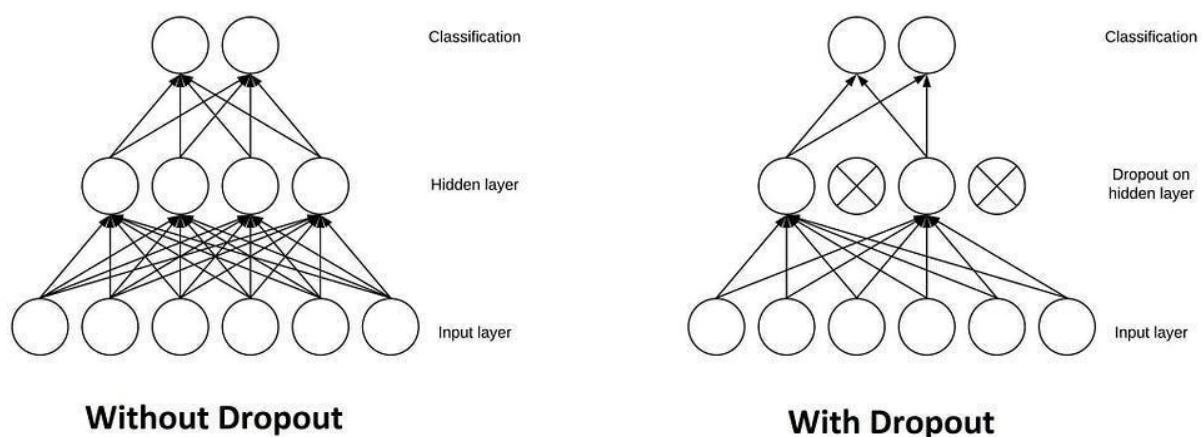 Classification
Hidden layer
Input layer
Without Dropout
Classification
Dropout on
hidden layer
Input layer
With Dropout